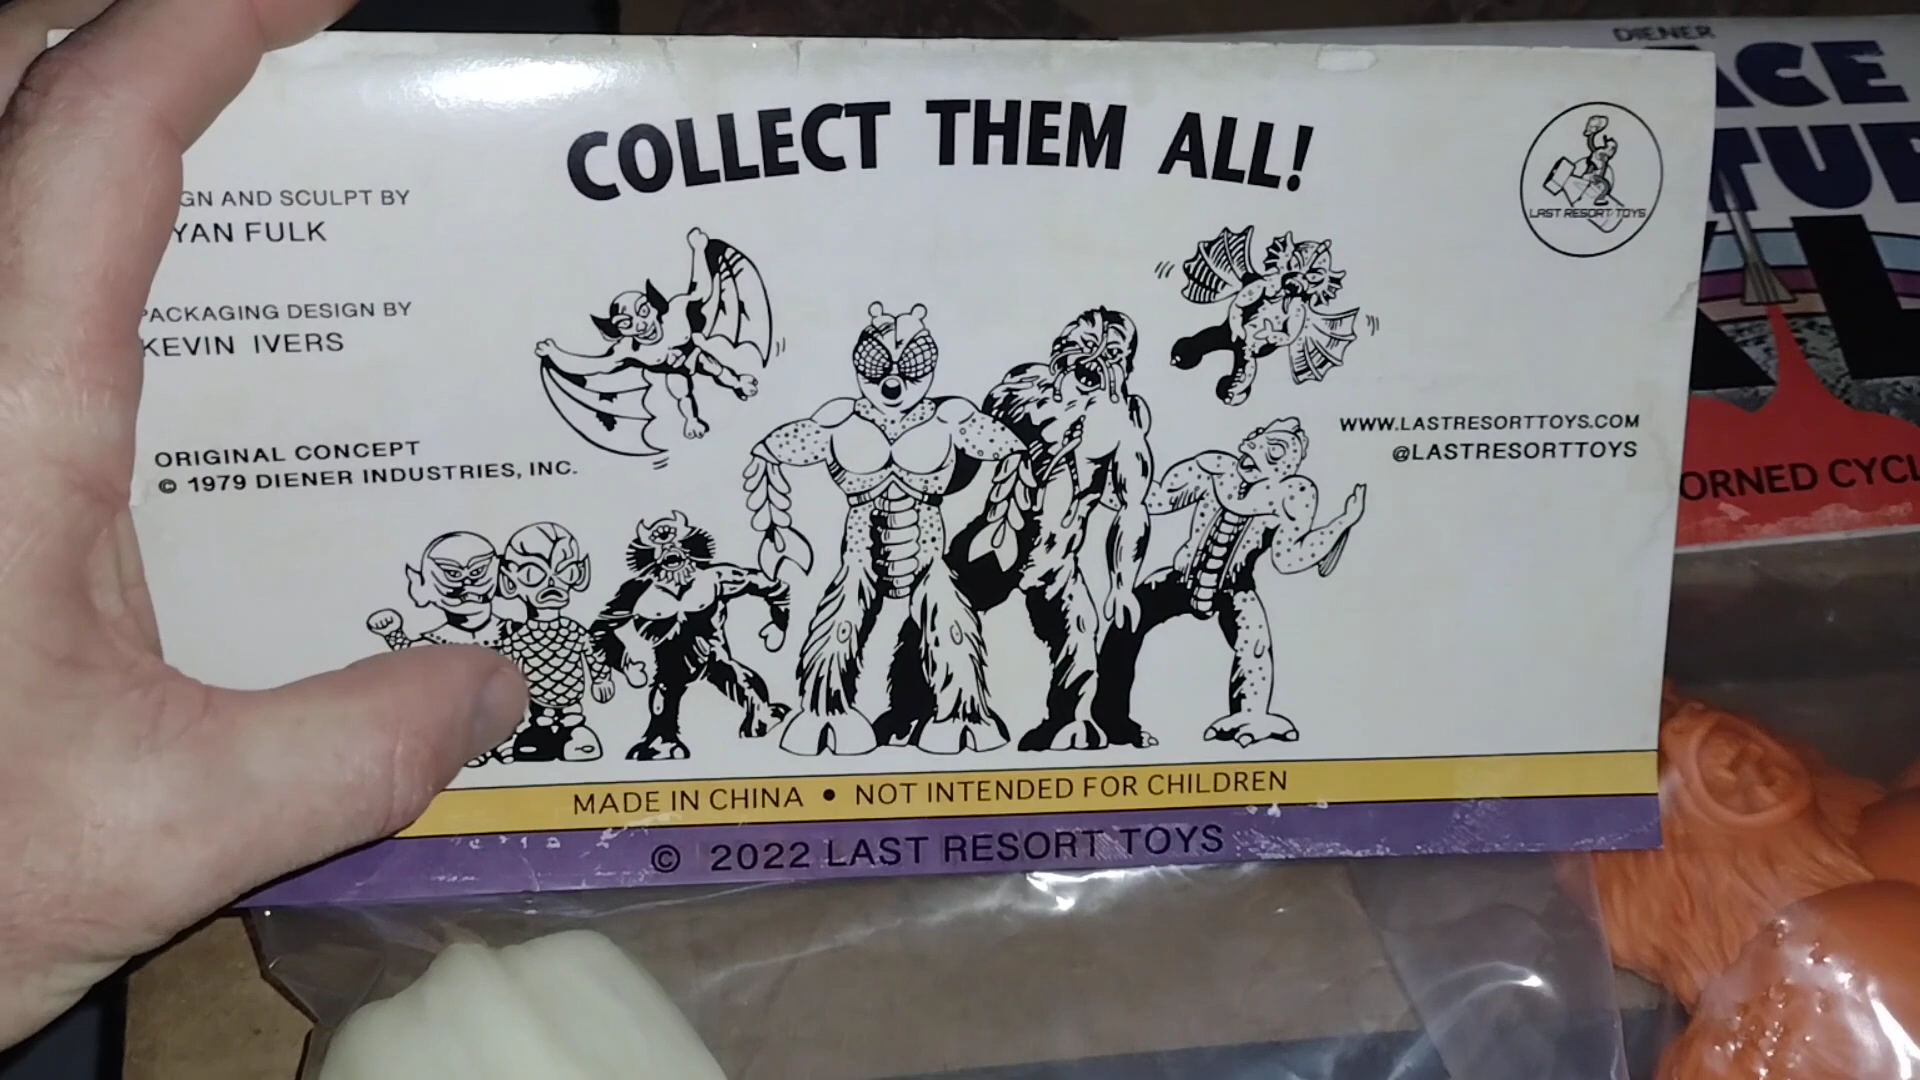 COLLECT THEM ALL!
GN AND SCULPT BY
YAN FULK
PACKAGING DESIGN BY
KEVIN IVERS
ORIGINAL CONCEPT
© 1979 DIENER INDUSTRIES, INC.
LAST RESORT TOYS
WWW.LASTRESORTTOYS.COM
@LASTRESORTTOYS
MADE IN CHINA • NOT INTENDED FOR CHILDREN
© 2022 LAST RESORT TOYS
DIENER
ACE
TUR
AL
ORNED CYCL